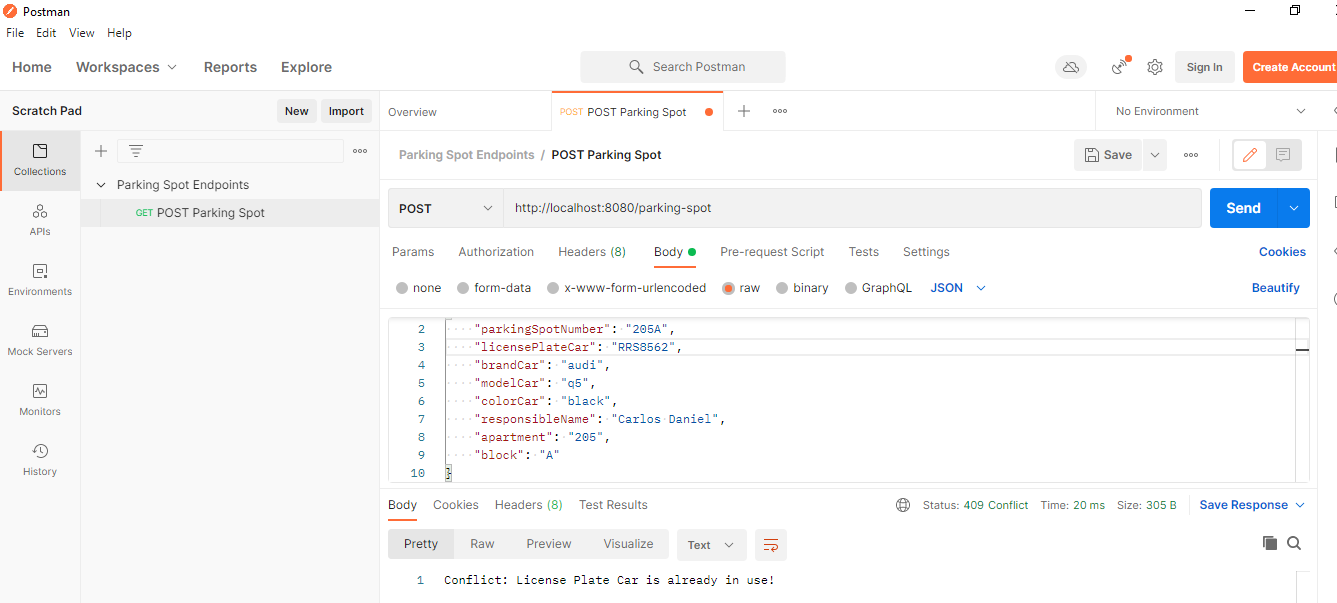 Postman
File Edit View Help
Home Workspaces Reports Explore
Search Postman
Sign In
Create Account
Scratch Pad
New
Import
Overview
POST POST Parking Spot
No Environment
Collections
Parking Spot Endpoints / POST Parking Spot
Save
Parking Spot Endpoints
GET POST Parking Spot
POST
http://localhost:8080/parking-spot
Send
APIs
Params Authorization Headers (8) Body Pre-request Script Tests Settings
Cookies
Environments
none form-data x-www-form-urlencoded raw binary GraphQL JSON
Beautify
Mock Servers
2 "parkingSpotNumber": "205A",
3 "licensePlateCar": "RRS8562",
4 "brandCar": "audi",
5 "modelCar": "q5",
6 "colorCar": "black",
7 "responsibleName": "Carlos Daniel",
8 "apartment": "205",
9 "block": "A"
10 }
Monitors
History
Body Cookies Headers (8) Test Results
Status: 409 Conflict Time: 20 ms Size: 305 B
Save Response
Pretty Raw Preview Visualize
Text
1 Conflict: License Plate Car is already in use!